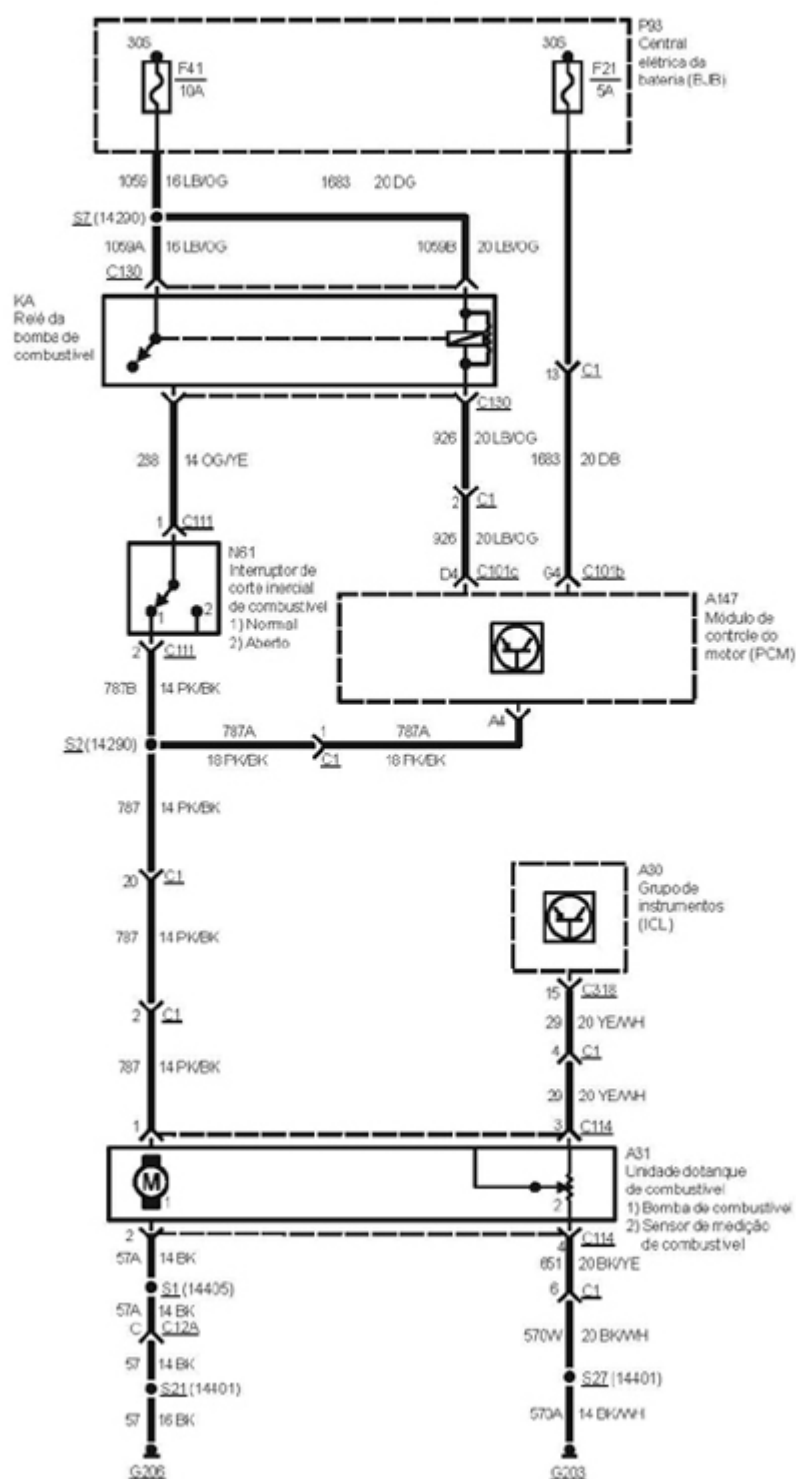 P93
Central
elétrica da
bateria (BJB)
30S
F41
10A
30S
F21
5A
1059 16 LB/OG
1683 20 DG
S7 (14290)
1059A 16 LB/OG
1059B 20 LB/OG
C130
KA
Relé da
bomba de
combustível
13 C1
C130
926 20 LB/OG
288 14 OG/YE
1683 20 DB
2 C1
1 C111
926 20 LB/OG
N61
Interruptor de
corte inercial
de combustível
1) Normal
2) Aberto
1 2
D4 C101c
G4 C101b
A147
Módulo de
controle do
motor (PCM)
2 C111
787B 14 PK/BK
A4
S2 (14290)
787A 1 787A
18 PK/BK C1 18 PK/BK
787 14 PK/BK
20 C1
A30
Grupo de
instrumentos
(ICL)
787 14 PK/BK
15 C318
29 20 YE/WH
2 C1
4 C1
787 14 PK/BK
29 20 YE/WH
1
3 C114
A31
Unidade do tanque
de combustível
1) Bomba de combustível
2) Sensor de medição
de combustível
M
1
2
2
4 C114
57A 14 BK
651 20 BK/YE
S1 (14405)
6 C1
57A 14 BK
C C12A
570W 20 BK/WH
57 14 BK
S21 (14401)
S27 (14401)
57 16 BK
570A 14 BK/WH
G206
G203